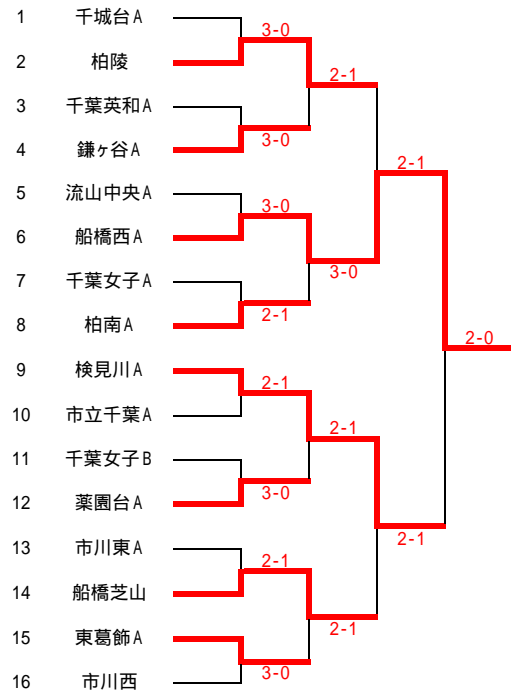 1 千城台A
3-0
2 柏陵
2-1
3 千葉英和A
3-0
4 鎌ヶ谷A
2-1
5 流山中央A
3-0
6 船橋西A
3-0
7 千葉女子A
2-1
8 柏南A
2-0
9 検見川A
2-1
10 市立千葉A
2-1
11 千葉女子B
3-0
12 薬園台A
2-1
13 市川東A
2-1
14 船橋芝山
2-1
15 東葛飾A
3-0
16 市川西